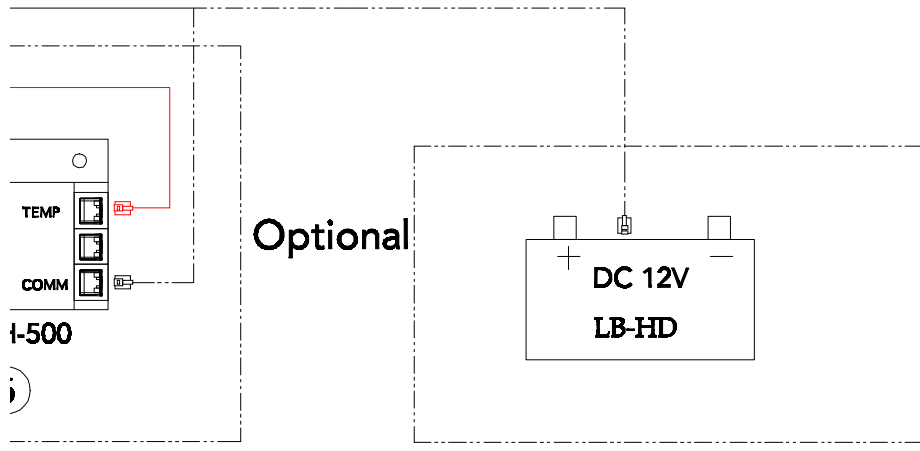 TEMP
COMM
H-500
Optional
+ −
DC 12V
LB-HD